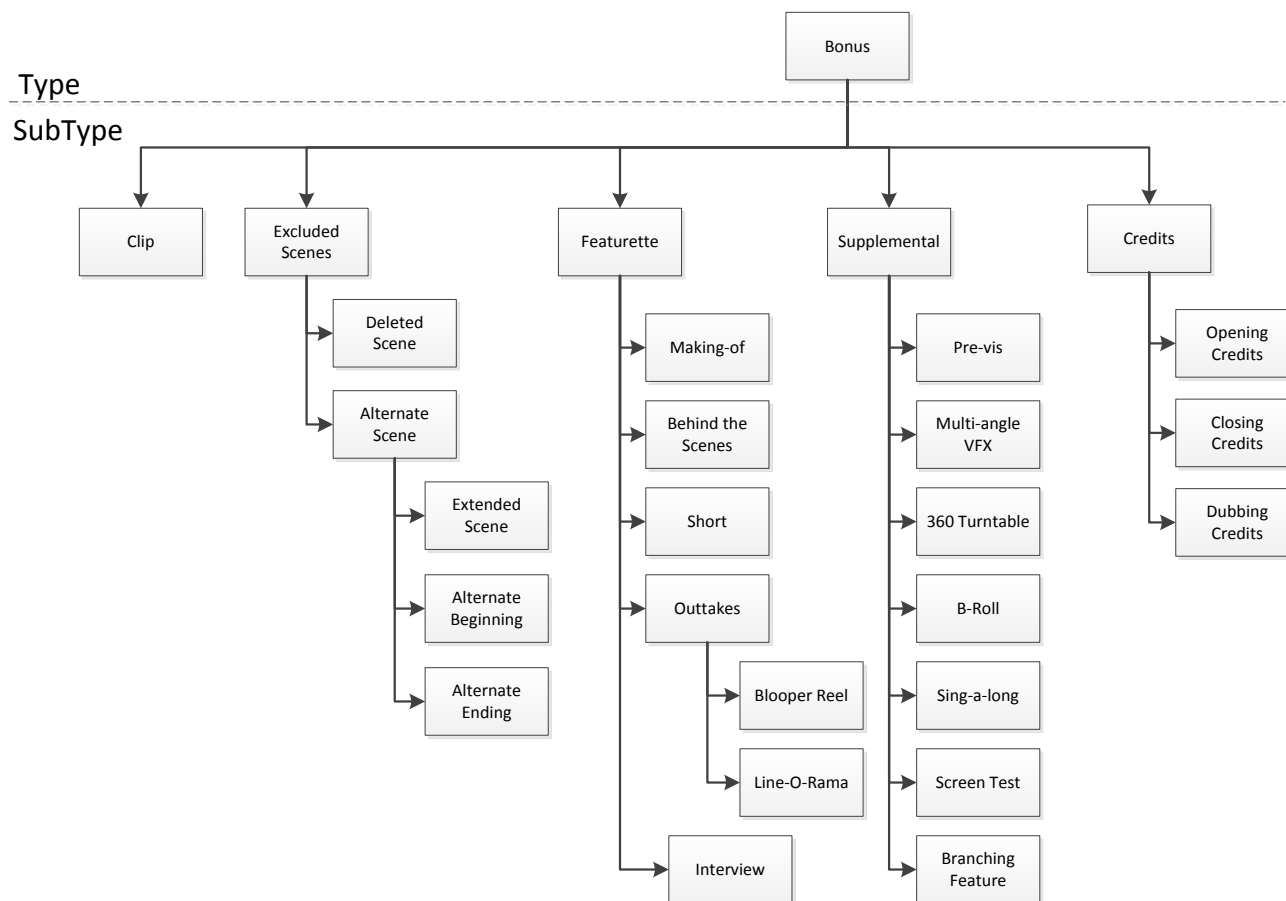 Bonus
Type
SubType
Clip
Excluded
Scenes
Featurette
Supplemental
Credits
Deleted
Scene
Alternate
Scene
Extended
Scene
Alternate
Beginning
Alternate
Ending
Making-of
Behind the
Scenes
Short
Outtakes
Blooper Reel
Line-O-Rama
Interview
Pre-vis
Multi-angle
VFX
360 Turntable
B-Roll
Sing-a-long
Screen Test
Branching
Feature
Opening
Credits
Closing
Credits
Dubbing
Credits